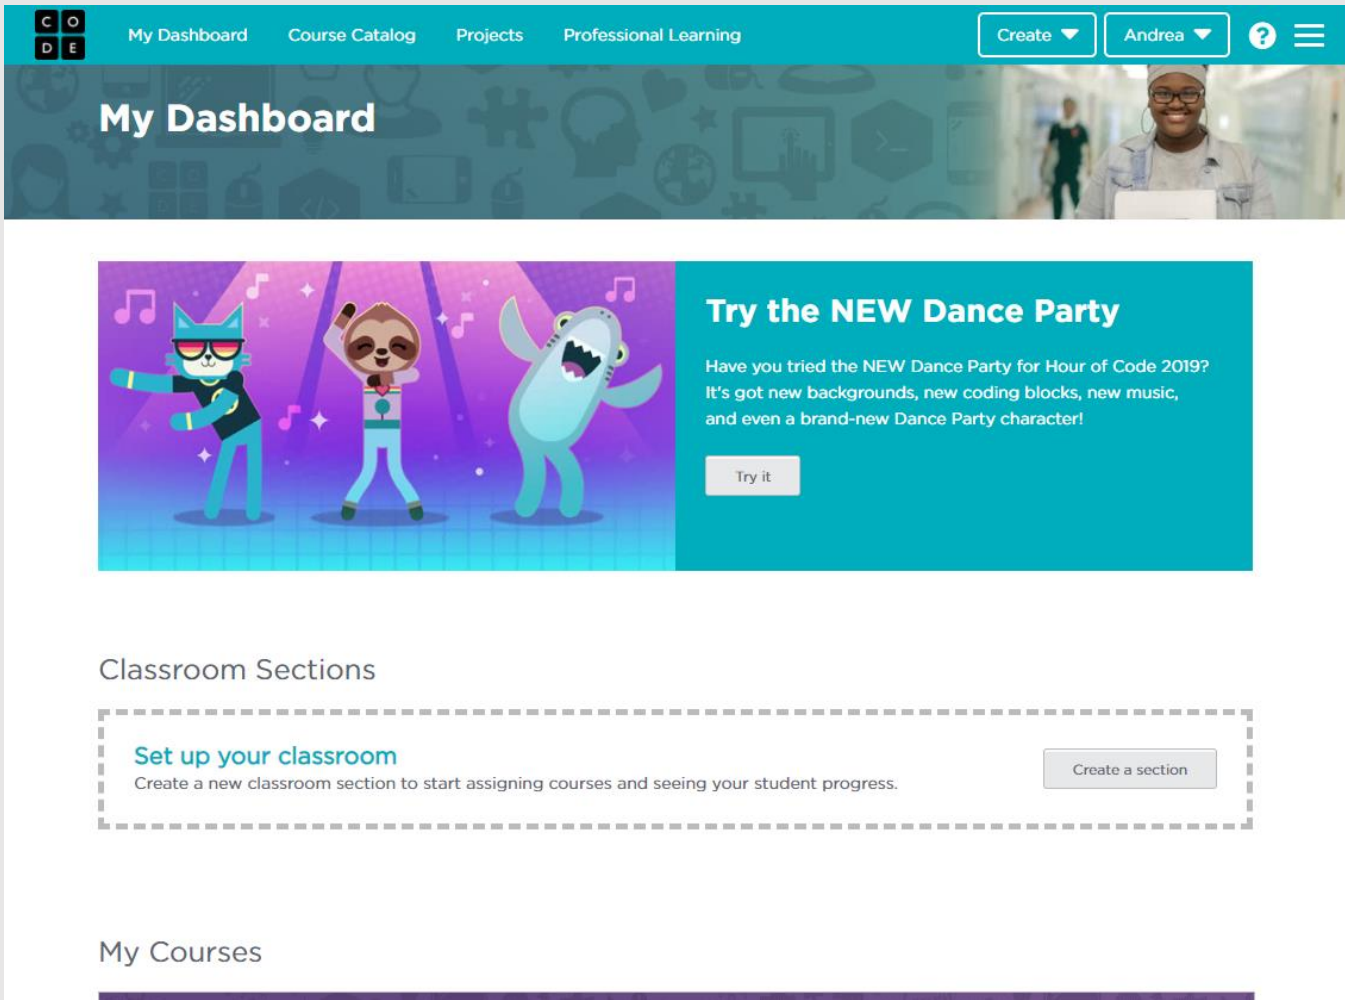 C O
D E
My Dashboard Course Catalog Projects Professional Learning Create Andrea ?
My Dashboard
Try the NEW Dance Party
Have you tried the NEW Dance Party for Hour of Code 2019?
It's got new backgrounds, new coding blocks, new music,
and even a brand-new Dance Party character!
Try it
Classroom Sections
Set up your classroom
Create a new classroom section to start assigning courses and seeing your student progress.
Create a section
My Courses